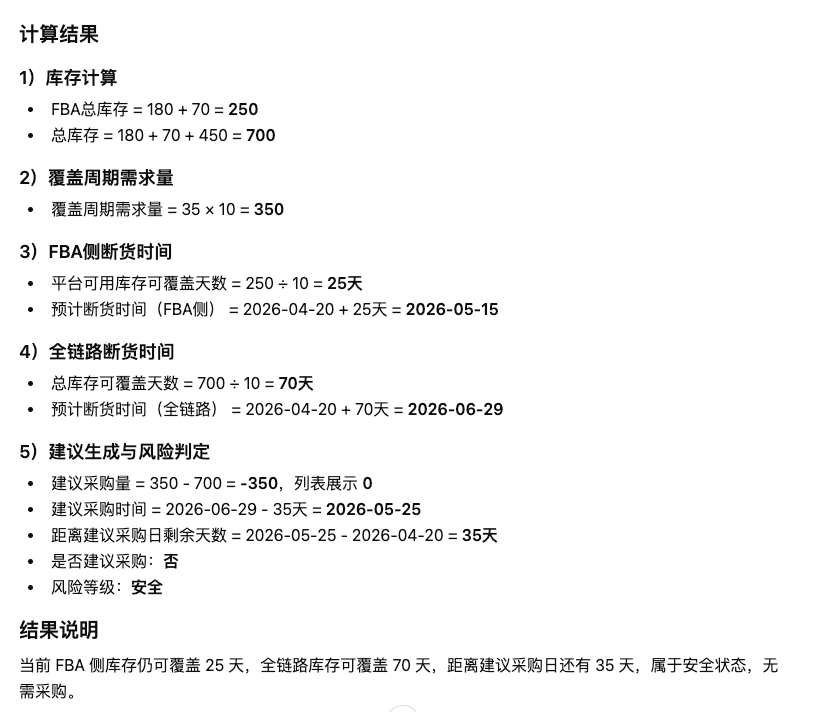 计算结果
1）库存计算
• FBA总库存 = 180 + 70 = 250
• 总库存 = 180 + 70 + 450 = 700
2）覆盖周期需求量
• 覆盖周期需求量 = 35 × 10 = 350
3）FBA侧断货时间
• 平台可用库存可覆盖天数 = 250 ÷ 10 = 25天
• 预计断货时间（FBA侧） = 2026-04-20 + 25天 = 2026-05-15
4）全链路断货时间
• 总库存可覆盖天数 = 700 ÷ 10 = 70天
• 预计断货时间（全链路） = 2026-04-20 + 70天 = 2026-06-29
5）建议生成与风险判定
• 建议采购量 = 350 - 700 = -350，列表展示 0
• 建议采购时间 = 2026-06-29 - 35天 = 2026-05-25
• 距离建议采购日剩余天数 = 2026-05-25 - 2026-04-20 = 35天
• 是否建议采购：否
• 风险等级：安全
结果说明
当前 FBA 侧库存仍可覆盖 25 天，全链路库存可覆盖 70 天，距离建议采购日还有 35 天，属于安全状态，无
需采购。